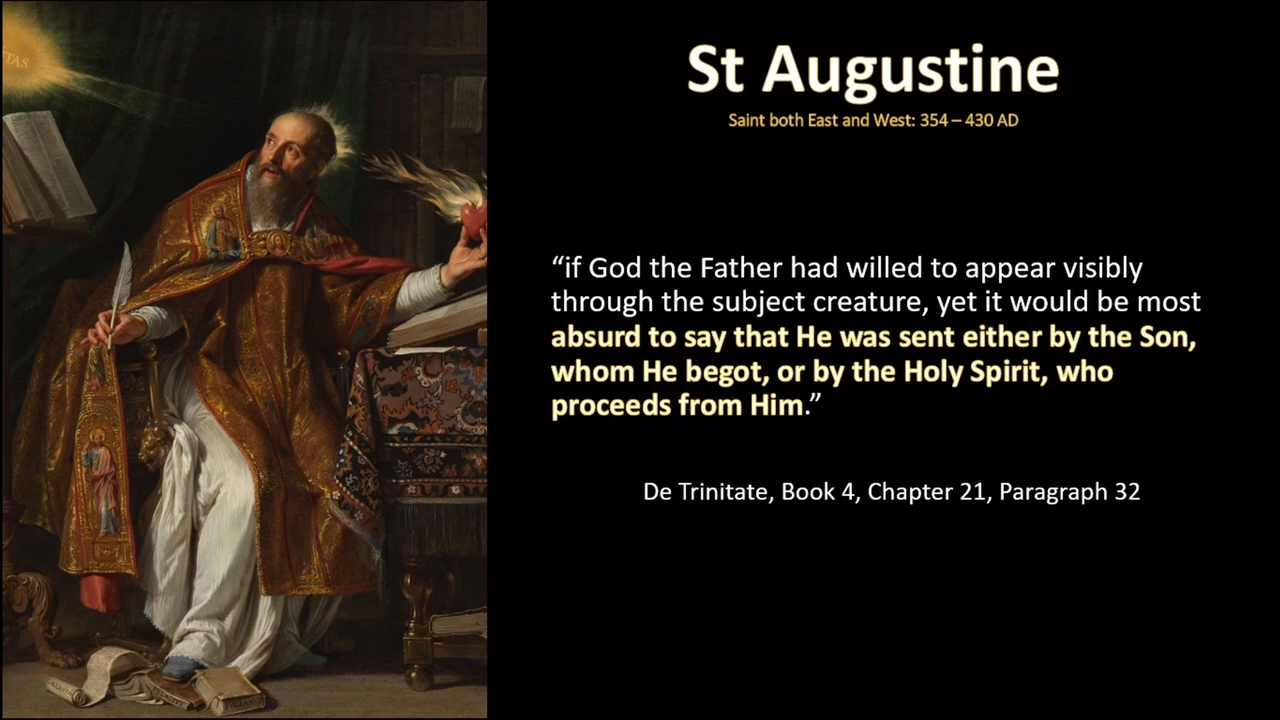 TAS
St Augustine
Saint both East and West: 354 – 430 AD
“if God the Father had willed to appear visibly
through the subject creature, yet it would be most
absurd to say that He was sent either by the Son,
whom He begot, or by the Holy Spirit, who
proceeds from Him.”
De Trinitate, Book 4, Chapter 21, Paragraph 32